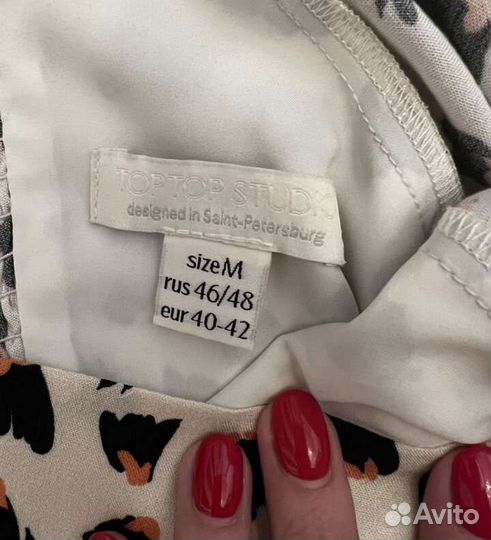 TOPTOP STUDIO
designed in Saint-Petersburg
size M
rus 46/48
eur 40-42
Avito